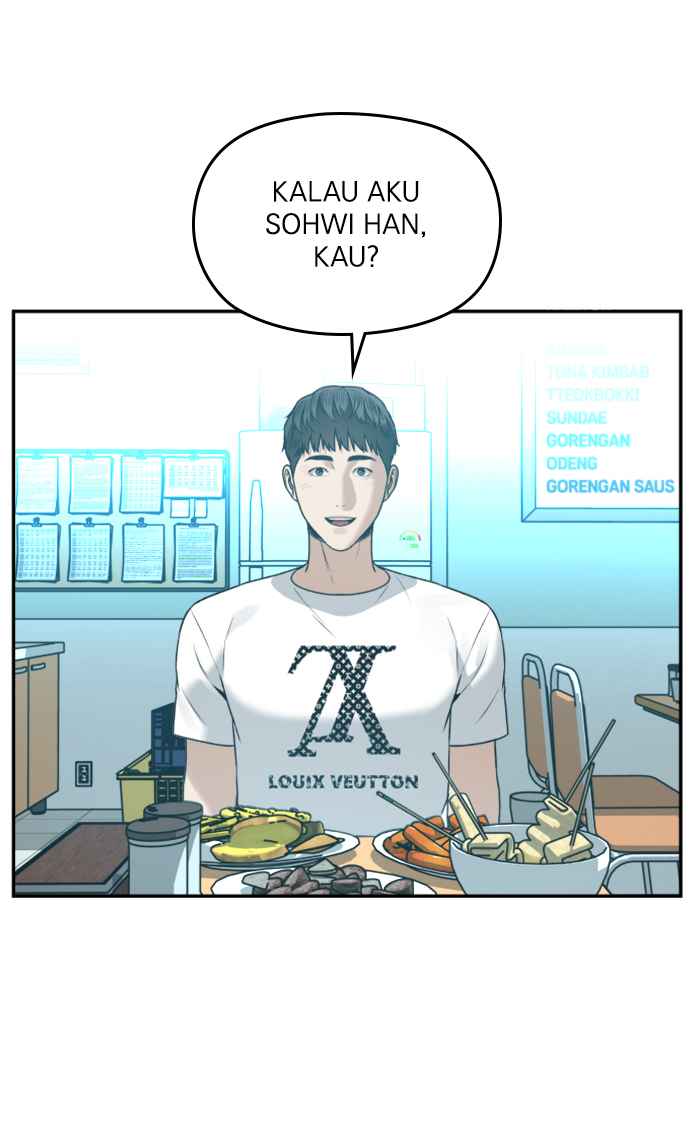 KALAU AKU
SOHWI HAN,
KAU?
TUNA KIMBAB
TTEOKBOKKI
SUNDAE
GORENGAN
ODENG
GORENGAN SAUS
LOUIX VEUTTON